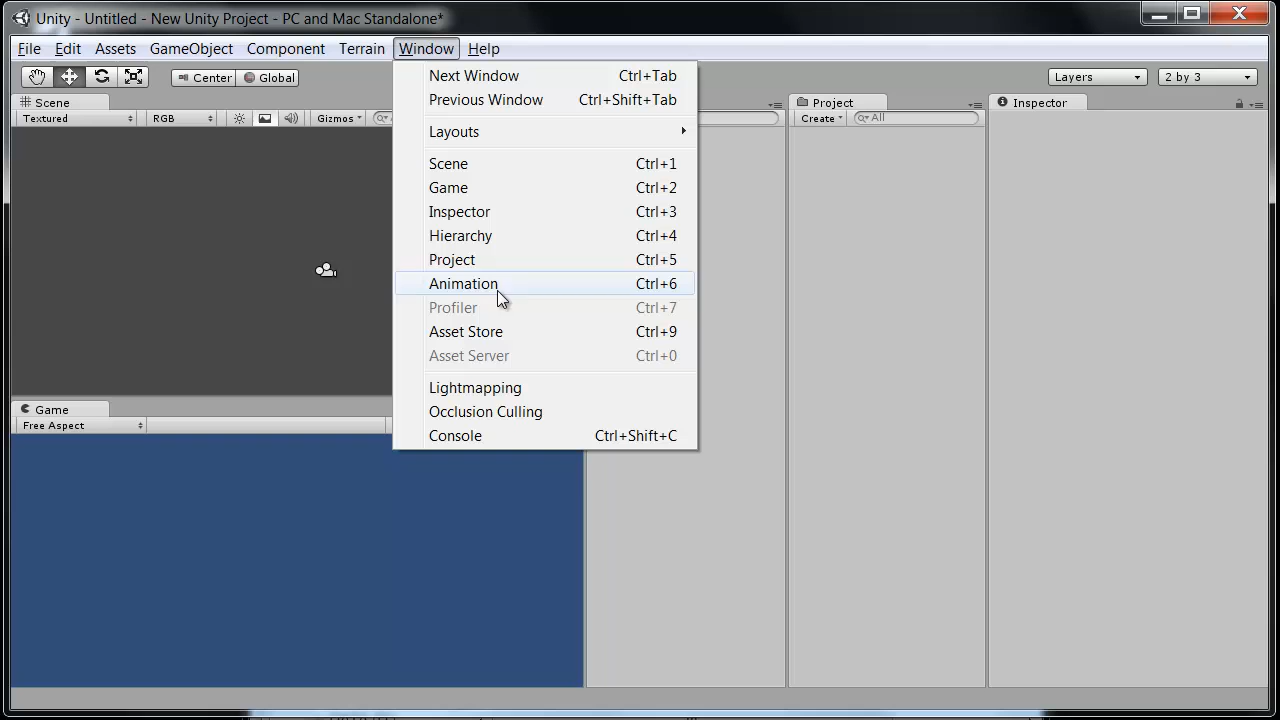 Unity - Untitled - New Unity Project - PC and Mac Standalone*
File Edit Assets GameObject Component Terrain Window Help
Center Global Layers 2 by 3
Next Window Ctrl+Tab
Previous Window Ctrl+Shift+Tab
Layouts
Scene Ctrl+1
Game Ctrl+2
Inspector Ctrl+3
Hierarchy Ctrl+4
Project Ctrl+5
Animation Ctrl+6
Profiler Ctrl+7
Asset Store Ctrl+9
Asset Server Ctrl+0
Lightmapping
Occlusion Culling
Console Ctrl+Shift+C
Scene
Textured RGB Gizmos
Game
Free Aspect
Project
Create All
Inspector